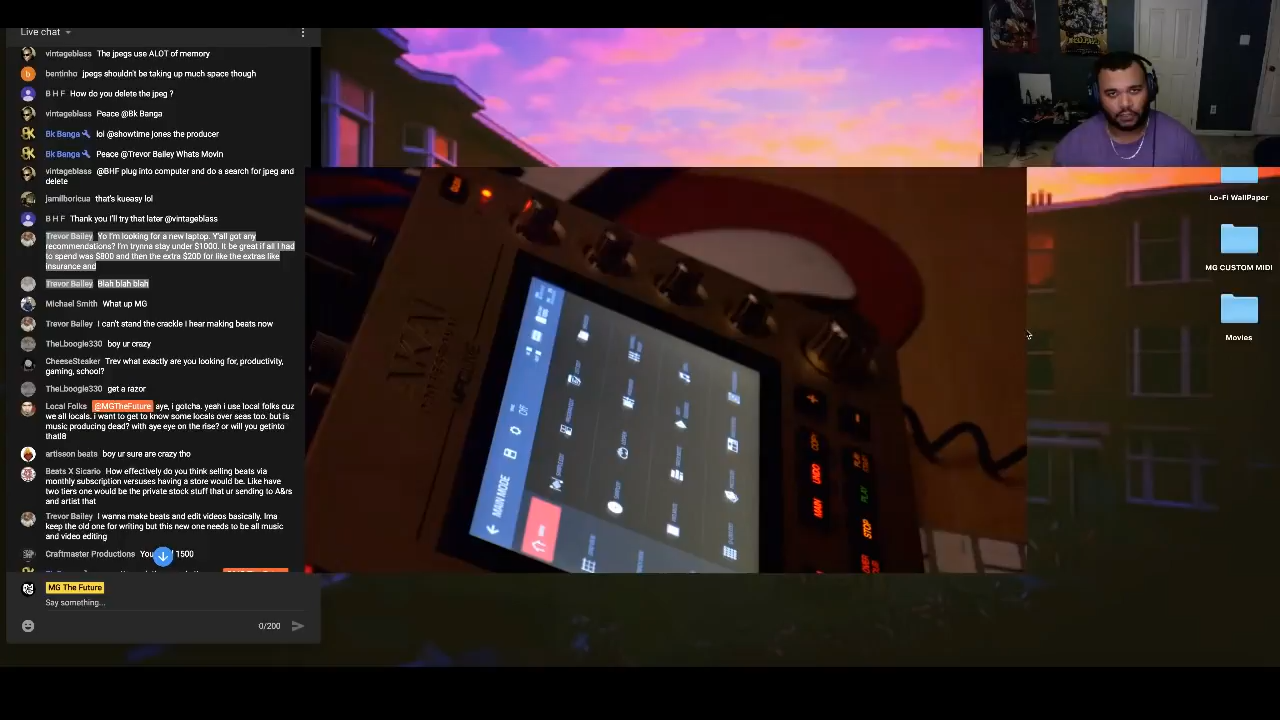 Live chat
vintageblass The jpegs use ALOT of memory
bentinho jpegs shouldn't be taking up much space though
B H F How do you delete the jpeg ?
vintageblass Peace @Bk Banga
Bk Banga lol @showtime jones the producer
Bk Banga Peace @Trevor Bailey Whats Movin
vintageblass @BHF plug into computer and do a search for jpeg and
delete
jamilboricua that's kueasy lol
B H F Thank you I'll try that later @vintageblass
Trevor Bailey Yo I'm looking for a new laptop. Y'all got any
recommendations? I'm trynna stay under $1000. It be great if all I had
to spend was $800 and then the extra $200 for like the extras like
insurance and
Trevor Bailey Blah blah blah
Michael Smith What up MG
Trevor Bailey I can't stand the crackle I hear making beats now
TheLboogie330 boy ur crazy
CheeseSteaker Trev what exactly are you looking for, productivity,
gaming, school?
TheLboogie330 get a razor
Local Folks @MGTheFuture aye, i gotcha. yeah i use local folks cuz
we all locals. i want to get to know some locals over seas too, but is
music producing dead? with aye eye on the rise? or will you getinto
that!8
artisson beats boy ur sure are crazy tho
Beats X Sicario How effectively do you think selling beats via
monthly subscription versuses having a store would be. Like have
two tiers one would be the private stock stuff that ur sending to A&rs
and artist that
Trevor Bailey I wanna make beats and edit videos basically. Ima
keep the old one for writing but this new one needs to be all music
and video editing
Craftmaster Productions You 1500
MG The Future
Say something...
0/200
AKAI
MAIN MODE
+
-
COPY
UNDO
MAIN
PLAY
STOP
OVER
Lo-Fi WallPaper
MG CUSTOM MIDI
Movies